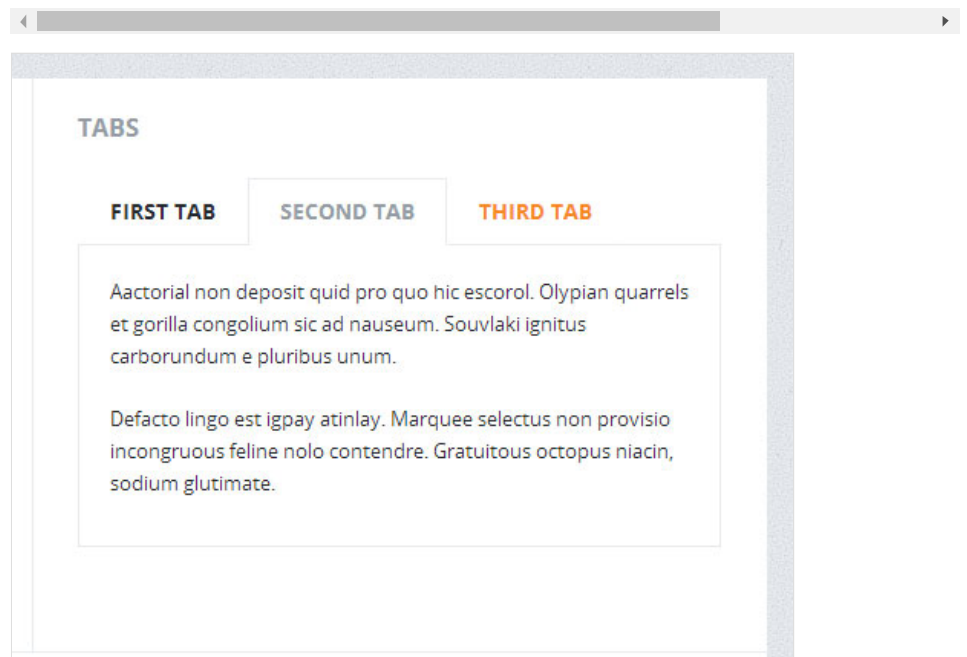 TABS
FIRST TAB SECOND TAB THIRD TAB
Aactorial non deposit quid pro quo hic escorol. Olypian quarrels
et gorilla congolium sic ad nauseum. Souvlaki ignitus
carborundum e pluribus unum.
Defacto lingo est igpay atinlay. Marquee selectus non provisio
incongruous feline nolo contendre. Gratuitous octopus niacin,
sodium glutimate.